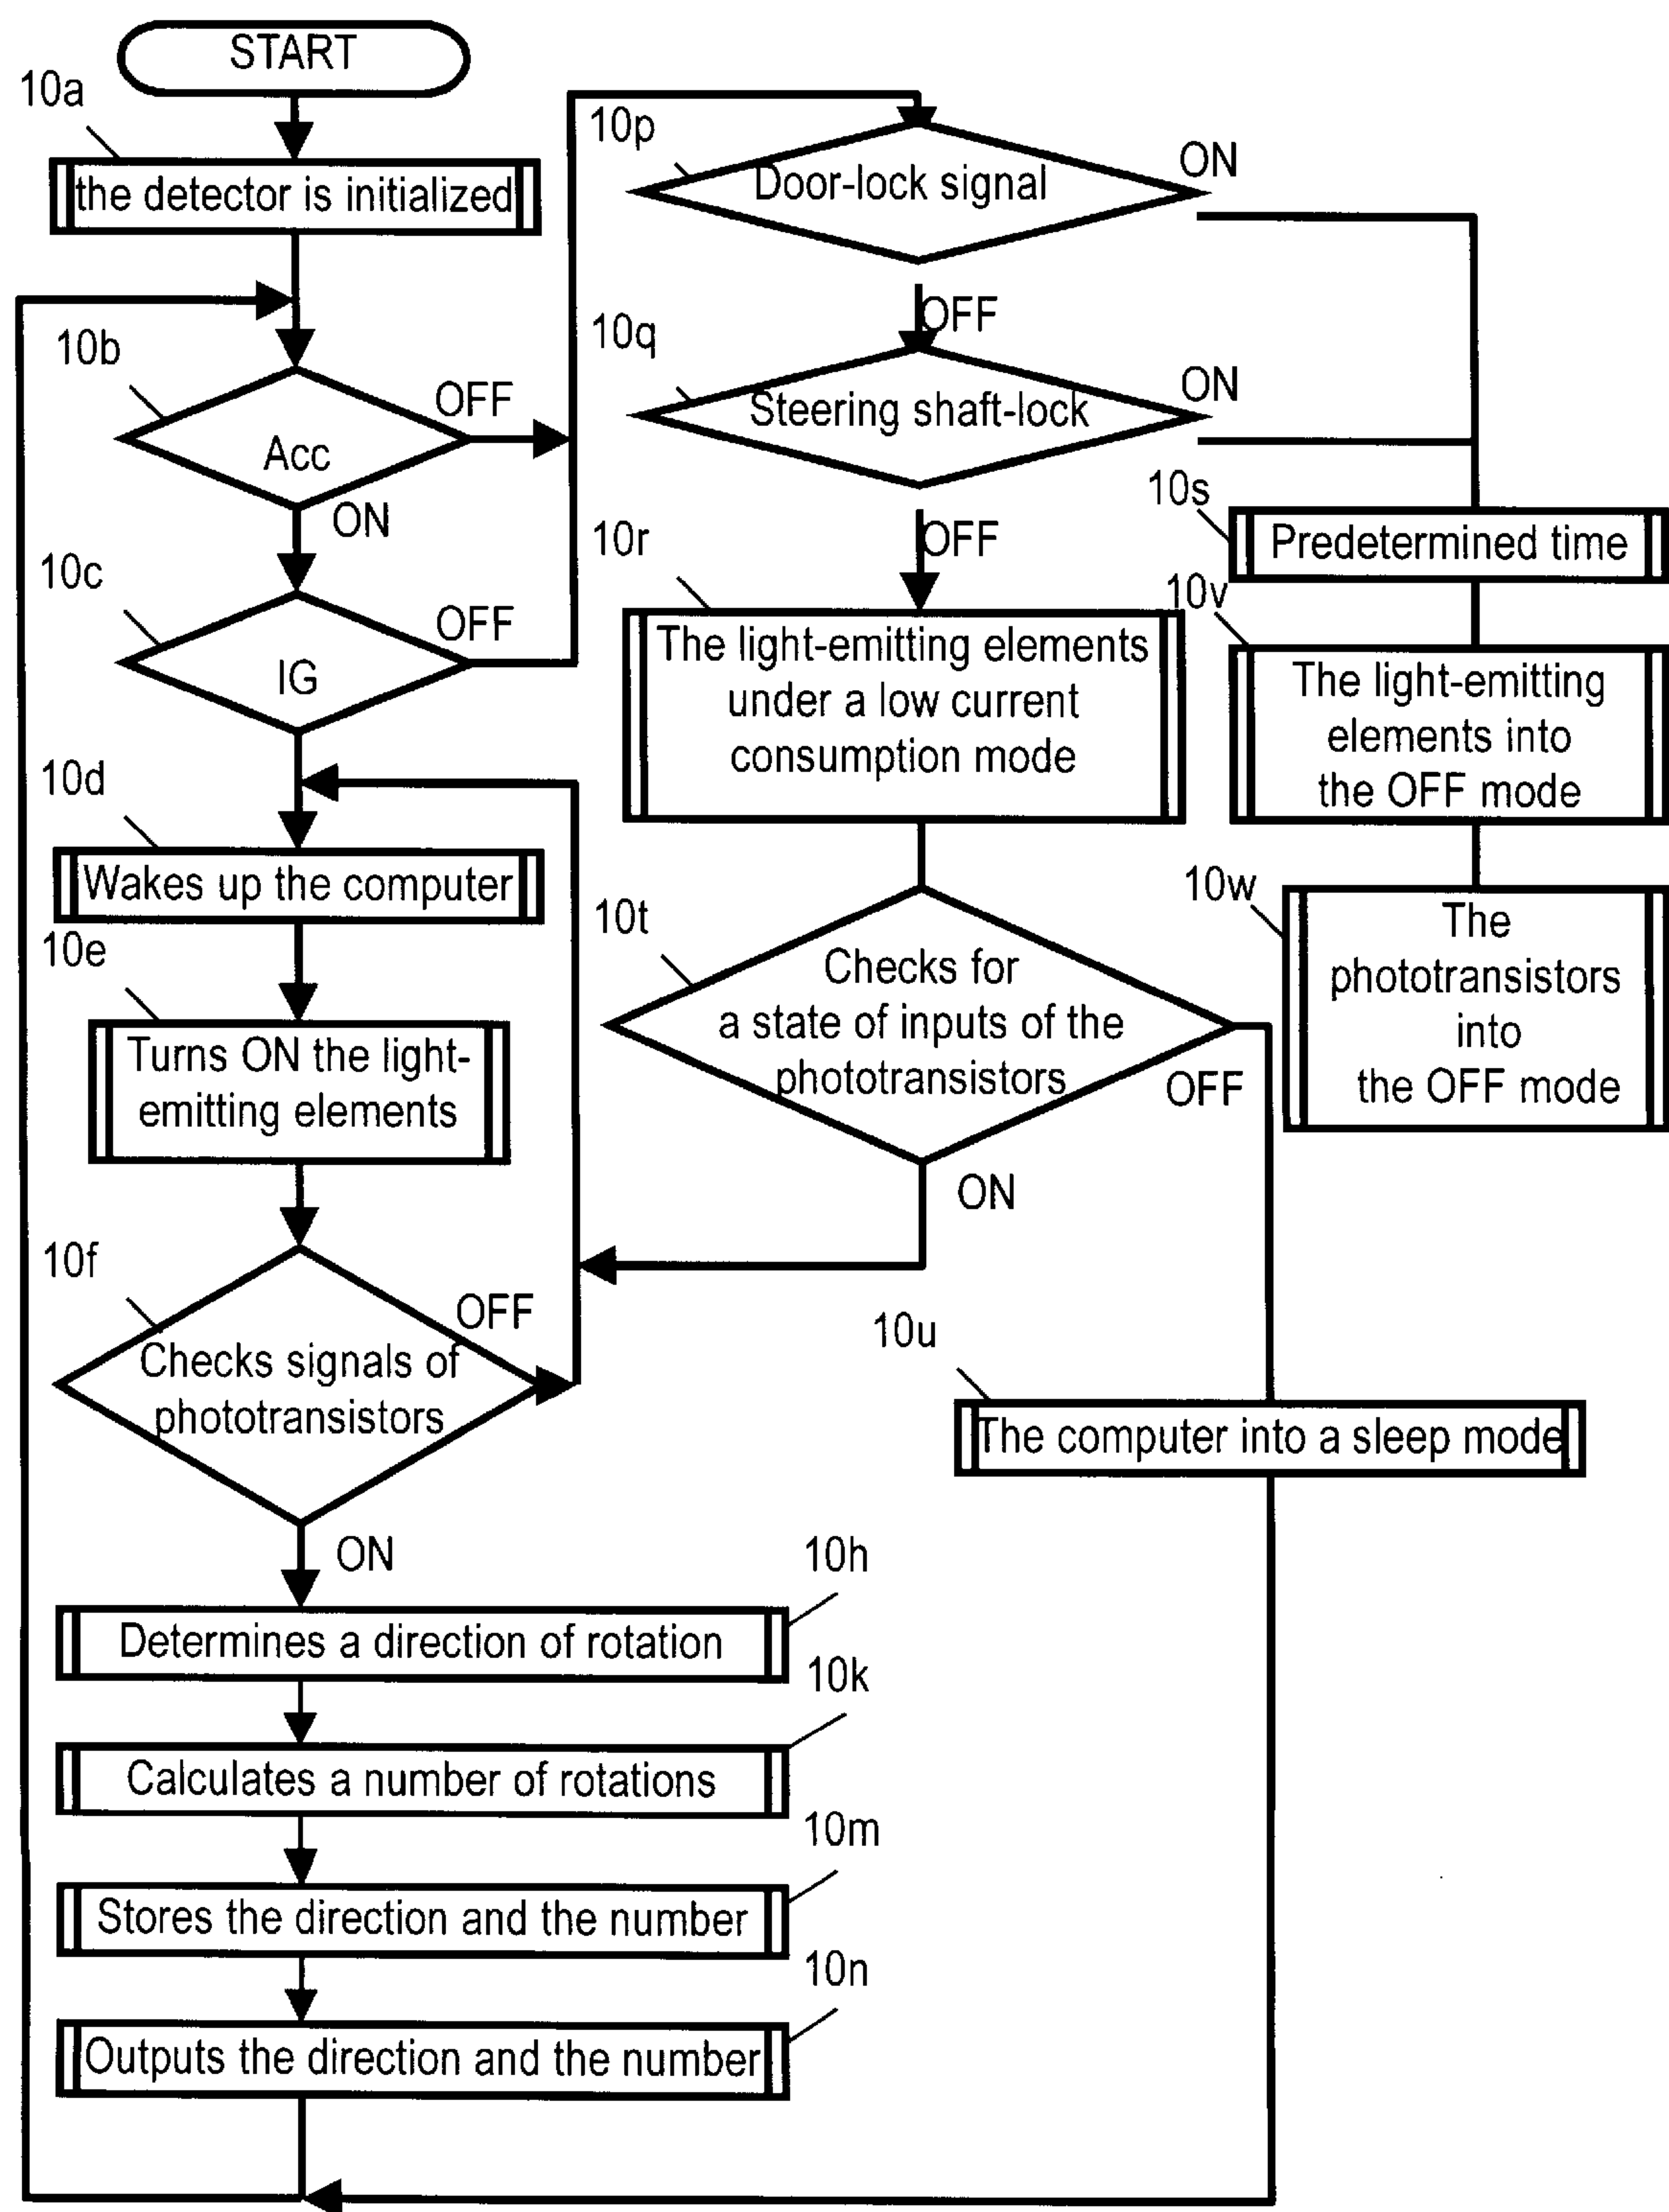 START
10a
the detector is initialized
10b
Acc
OFF
ON
10c
IG
OFF
10d
Wakes up the computer
10e
Turns ON the light-
emitting elements
10f
Checks signals of
phototransistors
OFF
ON
10h
Determines a direction of rotation
10k
Calculates a number of rotations
10m
Stores the direction and the number
10n
Outputs the direction and the number
10p
Door-lock signal
ON
OFF
10q
Steering shaft-lock
ON
OFF
10r
The light-emitting elements
under a low current
consumption mode
10t
Checks for
a state of inputs of the
phototransistors
OFF
ON
10u
The computer into a sleep mode
10s
Predetermined time
10v
The light-emitting
elements into
the OFF mode
10w
The
phototransistors
into
the OFF mode